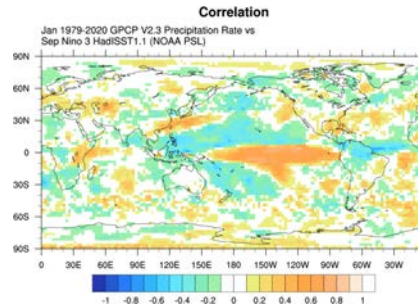 Correlation
Jan 1979-2020 GPCP V2.3 Precipitation Rate vs
Sep Nino 3 HadISST1.1 (NOAA PSL)
90N
60N
30N
0
30S
60S
90S
0 30E 60E 90E 120E 150E 180 150W 120W 90W 60W 30W
-1 -0.8 -0.6 -0.4 -0.2 0 0.2 0.4 0.6 0.8 1